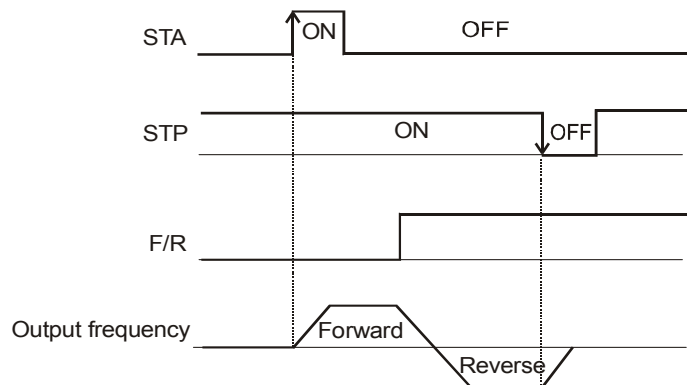 STA
ON
OFF
STP
ON
OFF
F/R
Output frequency
Forward
Reverse